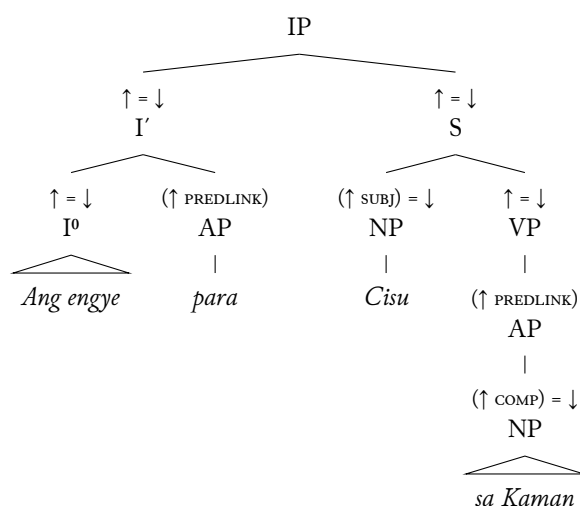 IP
↑ = ↓ ↑ = ↓
I′ S
↑ = ↓ (↑ PREDLINK) (↑ SUBJ) = ↓ ↑ = ↓
I⁰ AP NP VP
Ang engye para Cisu (↑ PREDLINK)
AP
(↑ COMP) = ↓
NP
sa Kaman